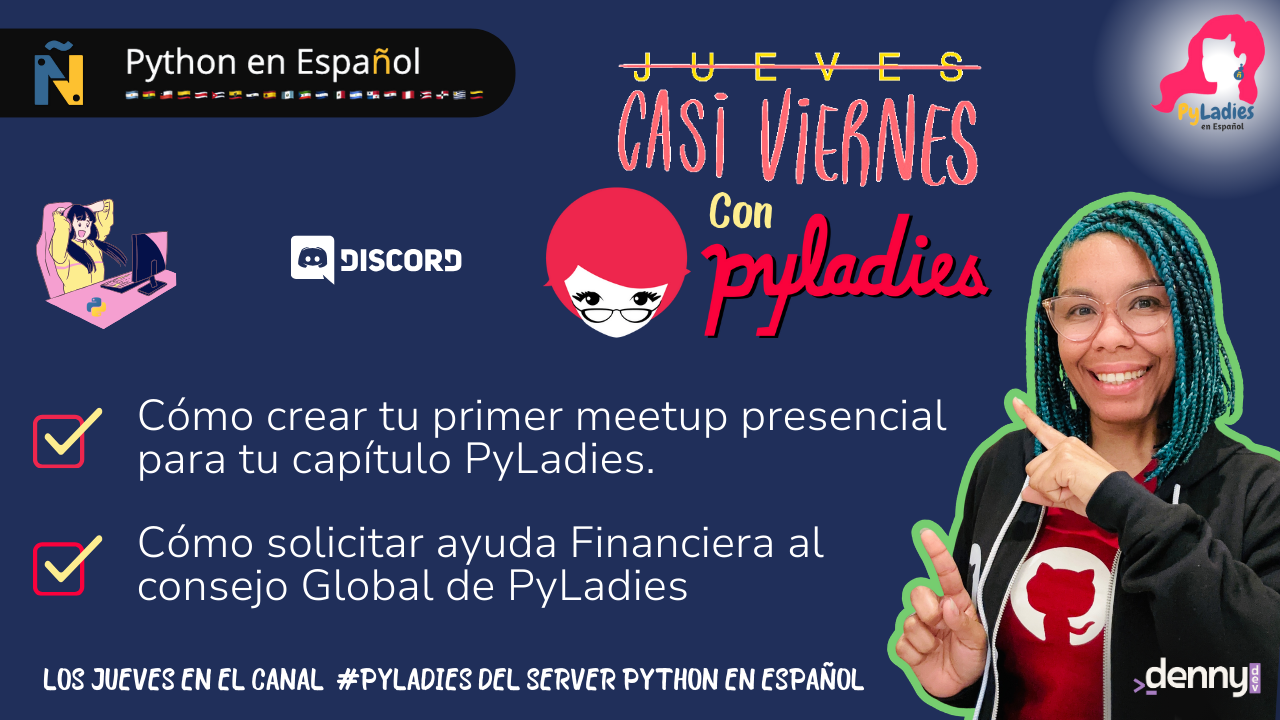 Python en Español
JUEVES
CASI VIERNES
Con
pyladies
PyLadies
en Español
DISCORD
Cómo crear tu primer meetup presencial
para tu capítulo PyLadies.
Cómo solicitar ayuda Financiera al
consejo Global de PyLadies
LOS JUEVES EN EL CANAL #PYLADIES DEL SERVER PYTHON EN ESPAÑOL
>_denny dev